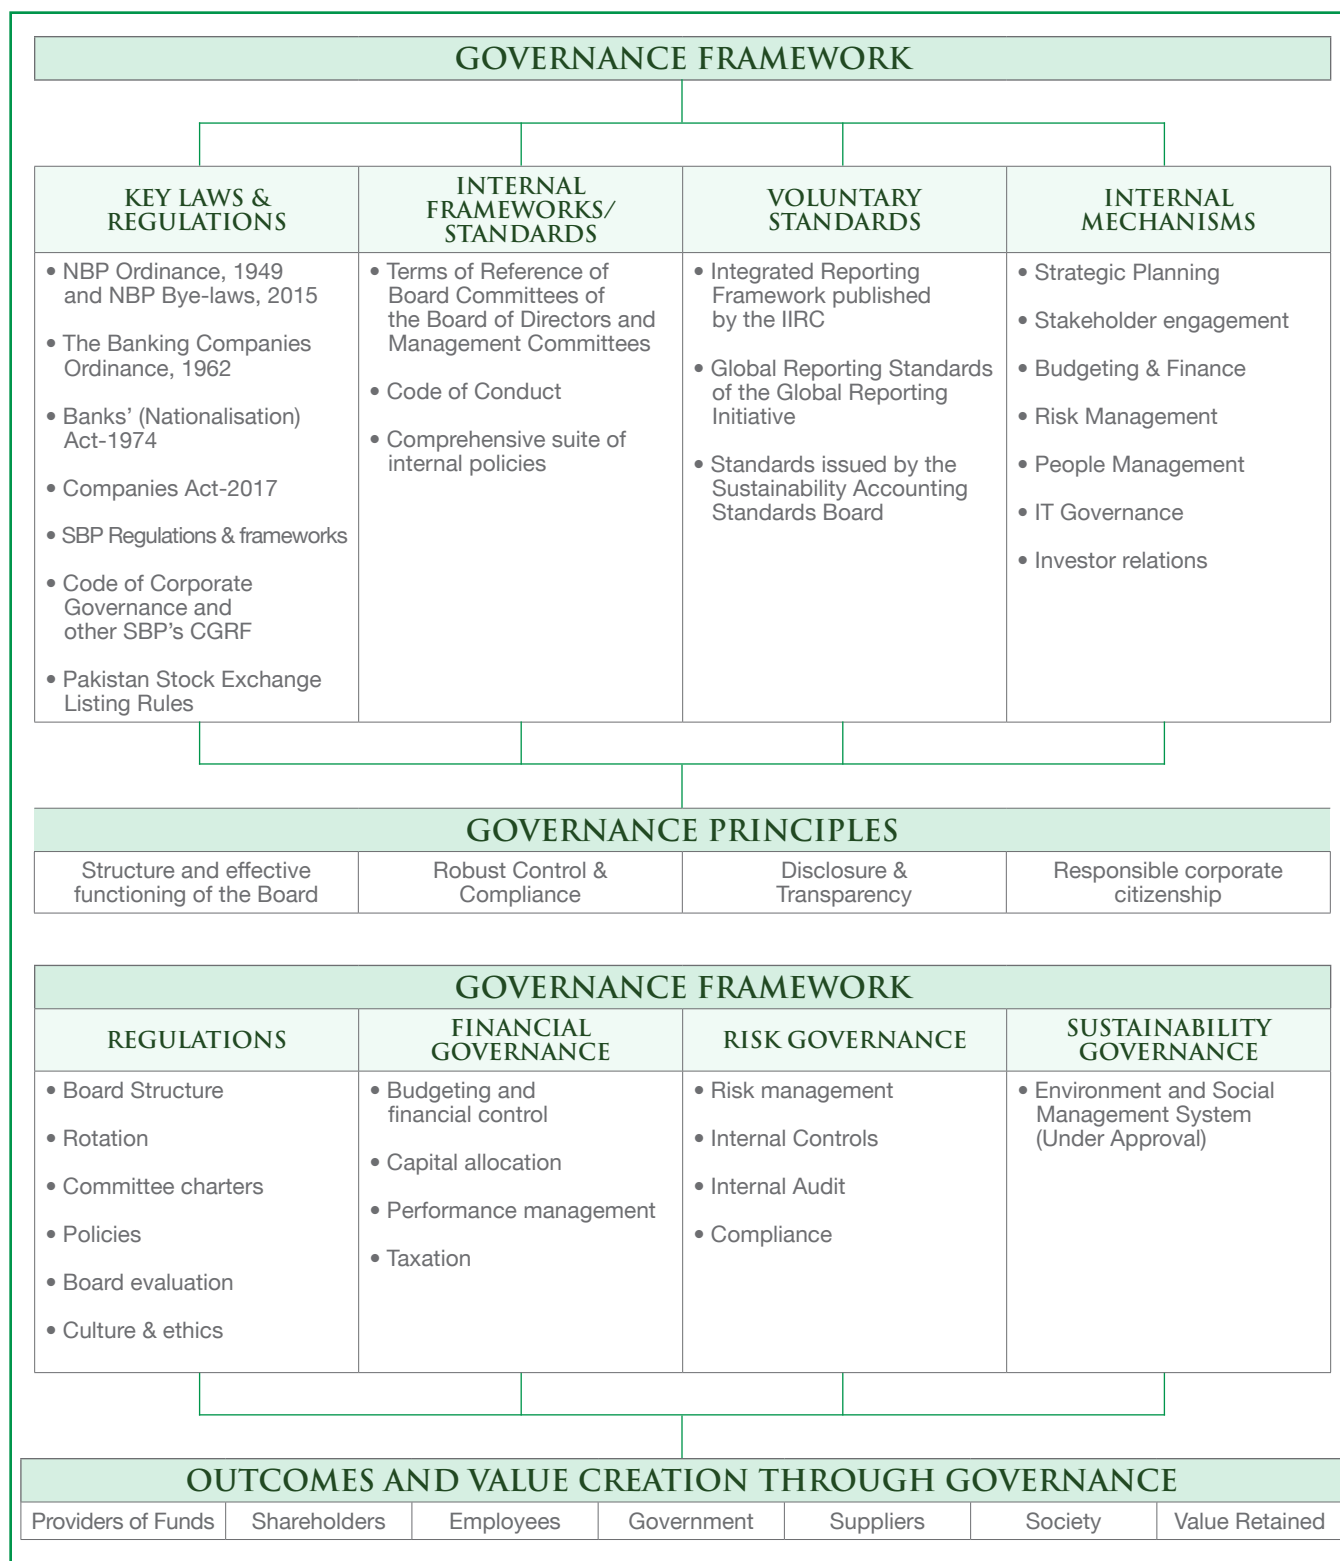 GOVERNANCE FRAMEWORK
KEY LAWS &
REGULATIONS
• NBP Ordinance, 1949
and NBP Bye-laws, 2015
• The Banking Companies
Ordinance, 1962
• Banks’ (Nationalisation)
Act-1974
• Companies Act-2017
• SBP Regulations & frameworks
• Code of Corporate
Governance and
other SBP’s CGRF
• Pakistan Stock Exchange
Listing Rules
INTERNAL
FRAMEWORKS/
STANDARDS
• Terms of Reference of
Board Committees of
the Board of Directors and
Management Committees
• Code of Conduct
• Comprehensive suite of
internal policies
VOLUNTARY
STANDARDS
• Integrated Reporting
Framework published
by the IIRC
• Global Reporting Standards
of the Global Reporting
Initiative
• Standards issued by the
Sustainability Accounting
Standards Board
INTERNAL
MECHANISMS
• Strategic Planning
• Stakeholder engagement
• Budgeting & Finance
• Risk Management
• People Management
• IT Governance
• Investor relations
GOVERNANCE PRINCIPLES
Structure and effective
functioning of the Board
Robust Control &
Compliance
Disclosure &
Transparency
Responsible corporate
citizenship
GOVERNANCE FRAMEWORK
REGULATIONS
• Board Structure
• Rotation
• Committee charters
• Policies
• Board evaluation
• Culture & ethics
FINANCIAL
GOVERNANCE
• Budgeting and
financial control
• Capital allocation
• Performance management
• Taxation
RISK GOVERNANCE
• Risk management
• Internal Controls
• Internal Audit
• Compliance
SUSTAINABILITY
GOVERNANCE
• Environment and Social
Management System
(Under Approval)
OUTCOMES AND VALUE CREATION THROUGH GOVERNANCE
Providers of Funds
Shareholders
Employees
Government
Suppliers
Society
Value Retained